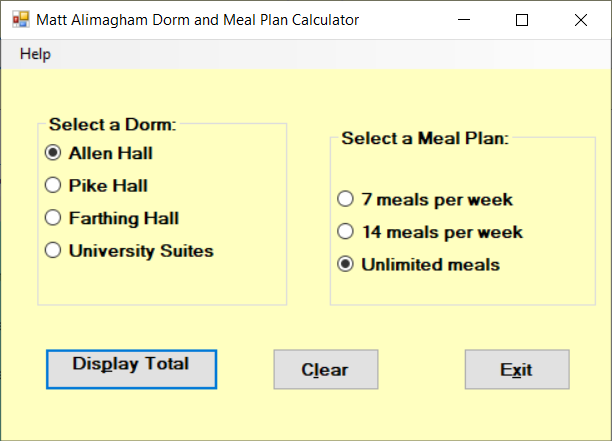 Matt Alimagham Dorm and Meal Plan Calculator
Help
Select a Dorm:
Allen Hall
Pike Hall
Farthing Hall
University Suites
Select a Meal Plan:
7 meals per week
14 meals per week
Unlimited meals
Display Total
Clear
Exit